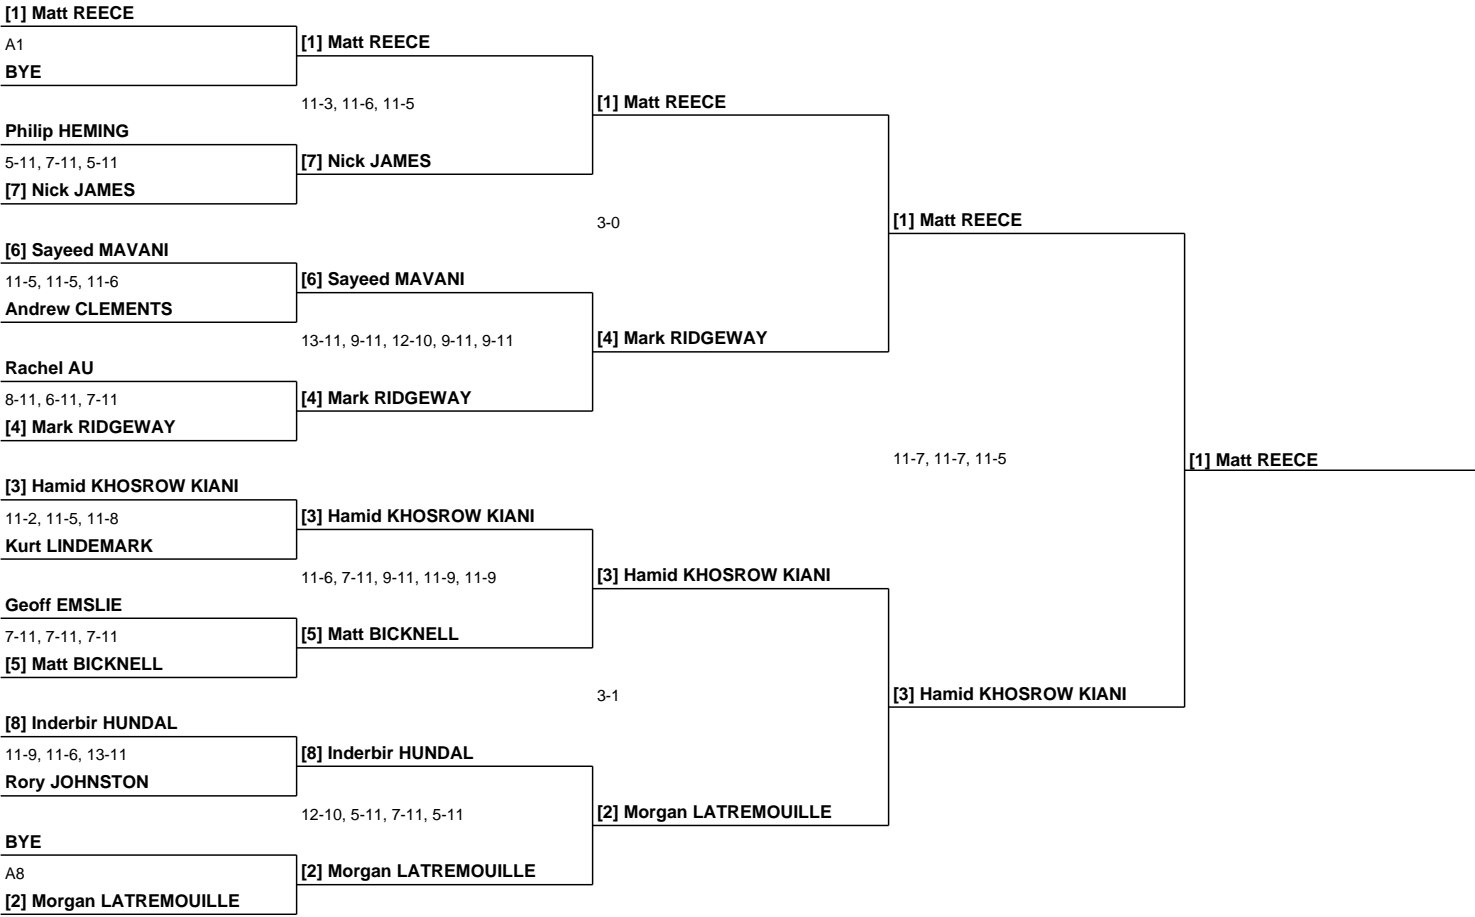 [1] Matt REECE
A1
BYE
Philip HEMING
5-11, 7-11, 5-11
[7] Nick JAMES
[6] Sayeed MAVANI
11-5, 11-5, 11-6
Andrew CLEMENTS
Rachel AU
8-11, 6-11, 7-11
[4] Mark RIDGEWAY
[3] Hamid KHOSROW KIANI
11-2, 11-5, 11-8
Kurt LINDEMARK
Geoff EMSLIE
7-11, 7-11, 7-11
[5] Matt BICKNELL
[8] Inderbir HUNDAL
11-9, 11-6, 13-11
Rory JOHNSTON
BYE
A8
[2] Morgan LATREMOUILLE
[1] Matt REECE
11-3, 11-6, 11-5
[7] Nick JAMES
[6] Sayeed MAVANI
13-11, 9-11, 12-10, 9-11, 9-11
[4] Mark RIDGEWAY
[3] Hamid KHOSROW KIANI
11-6, 7-11, 9-11, 11-9, 11-9
[5] Matt BICKNELL
[8] Inderbir HUNDAL
12-10, 5-11, 7-11, 5-11
[2] Morgan LATREMOUILLE
[1] Matt REECE
3-0
[4] Mark RIDGEWAY
[3] Hamid KHOSROW KIANI
3-1
[2] Morgan LATREMOUILLE
[1] Matt REECE
11-7, 11-7, 11-5
[3] Hamid KHOSROW KIANI
[1] Matt REECE